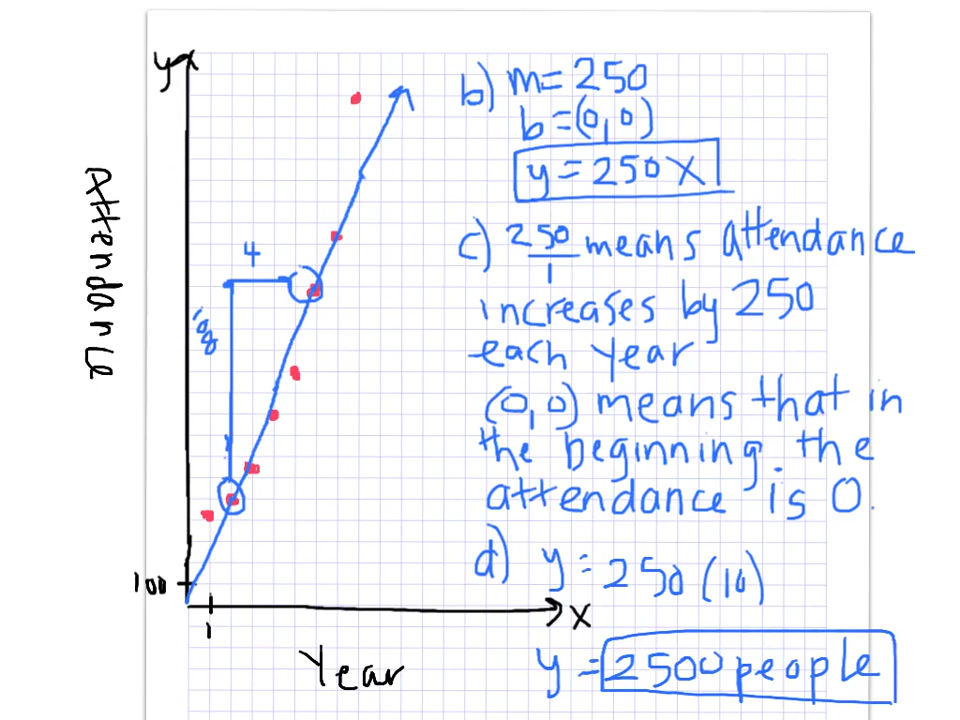 y
Attendance
100
1
x
Year
4
b) m= 250
b = (0,0)
y = 250 x
c) 250/1 means attendance
increases by 250
each year
(0,0) means that in
the beginning the
attendance is 0.
d) y = 250 (10)
y = 2500 people